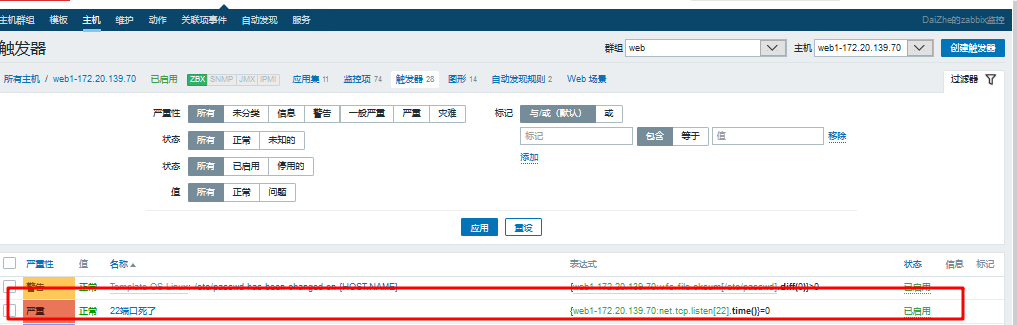 主机群组 模板 主机 维护 动作 关联项事件 自动发现 服务 DaiZhe的zabbix监控
触发器 群组 web 主机 web1-172.20.139.70 创建触发器
所有主机 / web1-172.20.139.70 已启用 ZBX SNMP JMX IPMI 应用集 11 监控项 74 触发器 28 图形 14 自动发现规则 2 Web 场景 过滤器
严重性 所有 未分类 信息 警告 一般严重 严重 灾难 标记 与/或（默认） 或
标记 包含 等于 值 移除
状态 所有 正常 未知的
添加
状态 所有 已启用 停用的
值 所有 正常 问题
应用 重设
严重性 值 名称 表达式 状态 信息 标记
警告 正常 Template OS Linux: /etc/passwd has been changed on {HOST.NAME} {web1-172.20.139.70:vfs.file.cksum[/etc/passwd].diff(0)}>0 已启用
严重 正常 22端口死了 {web1-172.20.139.70:net.tcp.listen[22].time()}=0 已启用